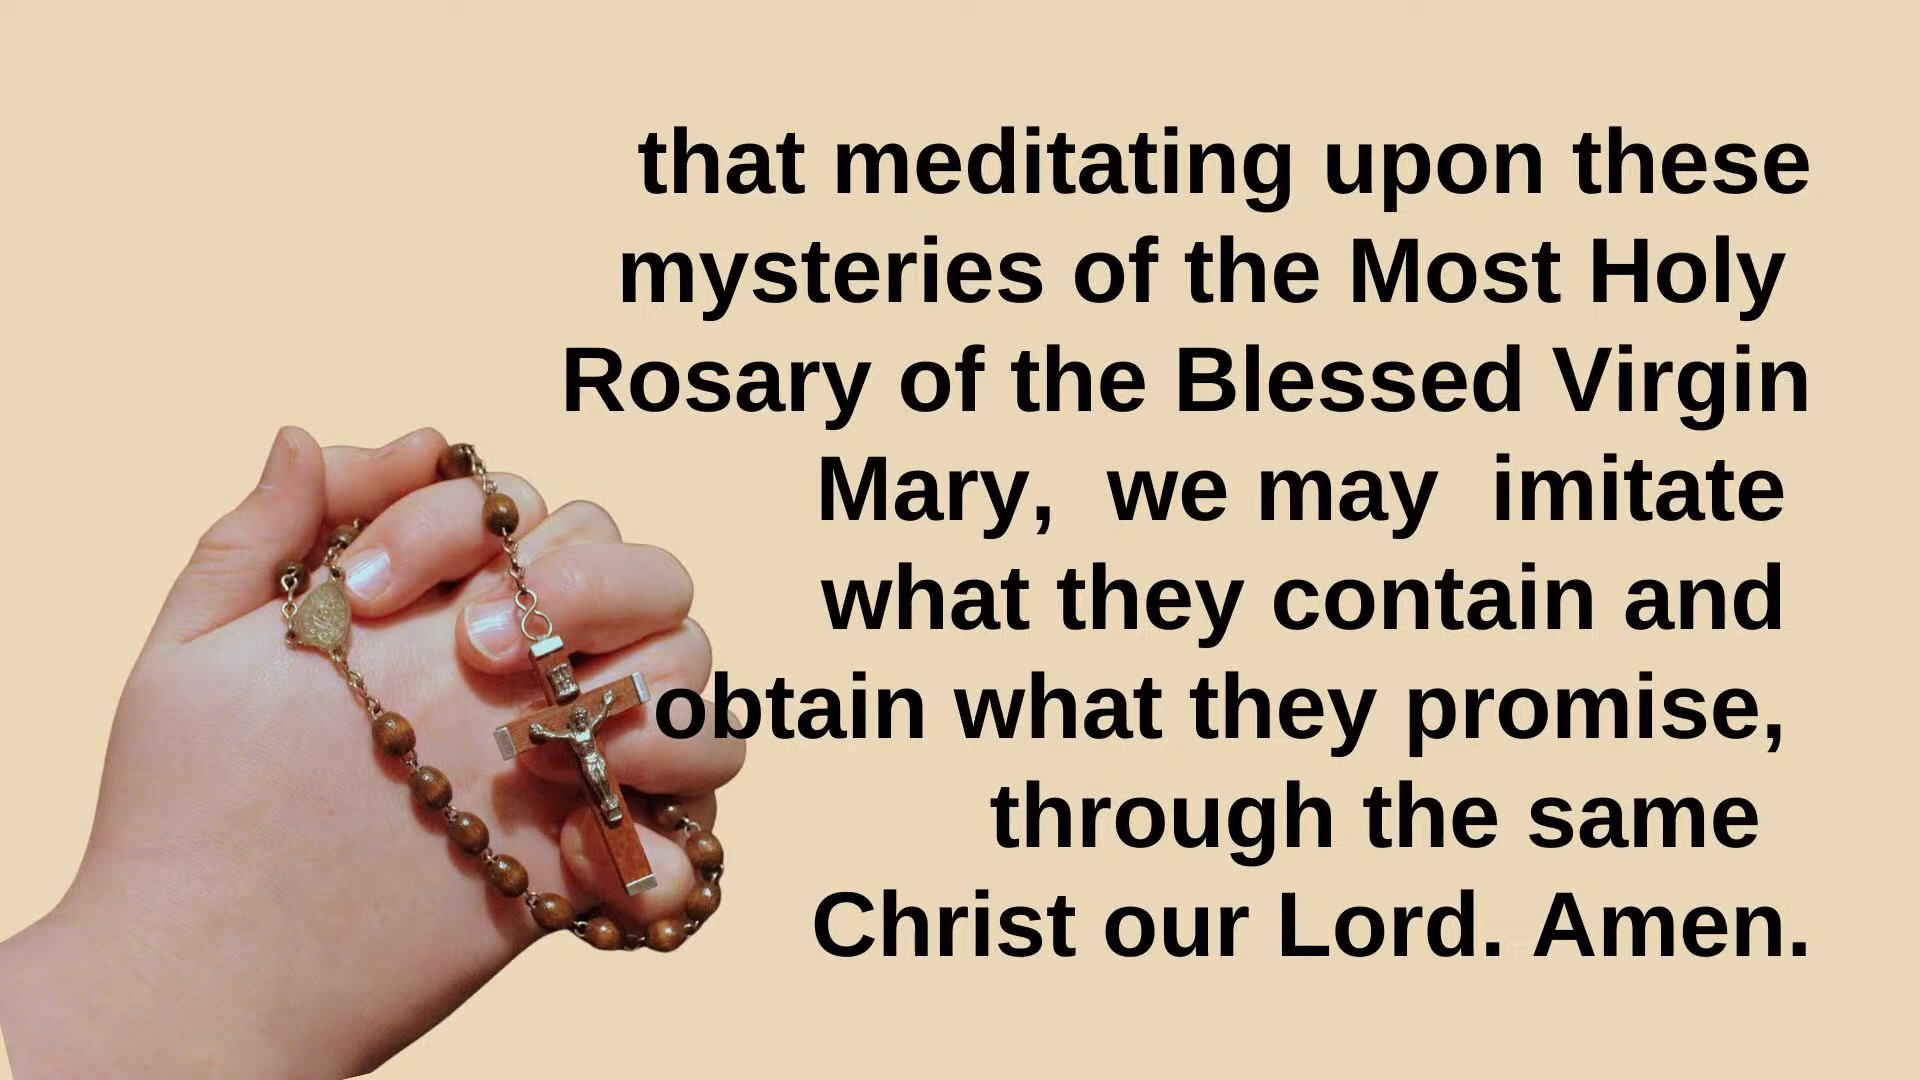 that meditating upon these
mysteries of the Most Holy
Rosary of the Blessed Virgin
Mary,  we may  imitate
what they contain and
obtain what they promise,
through the same
Christ our Lord. Amen.